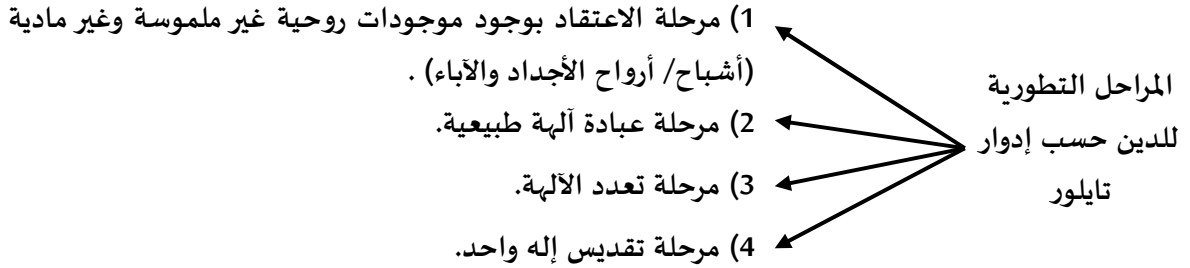 المراحل التطورية
للدين حسب إدوار
تايلور
1) مرحلة الاعتقاد بوجود موجودات روحية غير ملموسة وغير مادية
(أشباح/ أرواح الأجداد والآباء) .
2) مرحلة عبادة آلهة طبيعية.
3) مرحلة تعدد الآلهة.
4) مرحلة تقديس إله واحد.